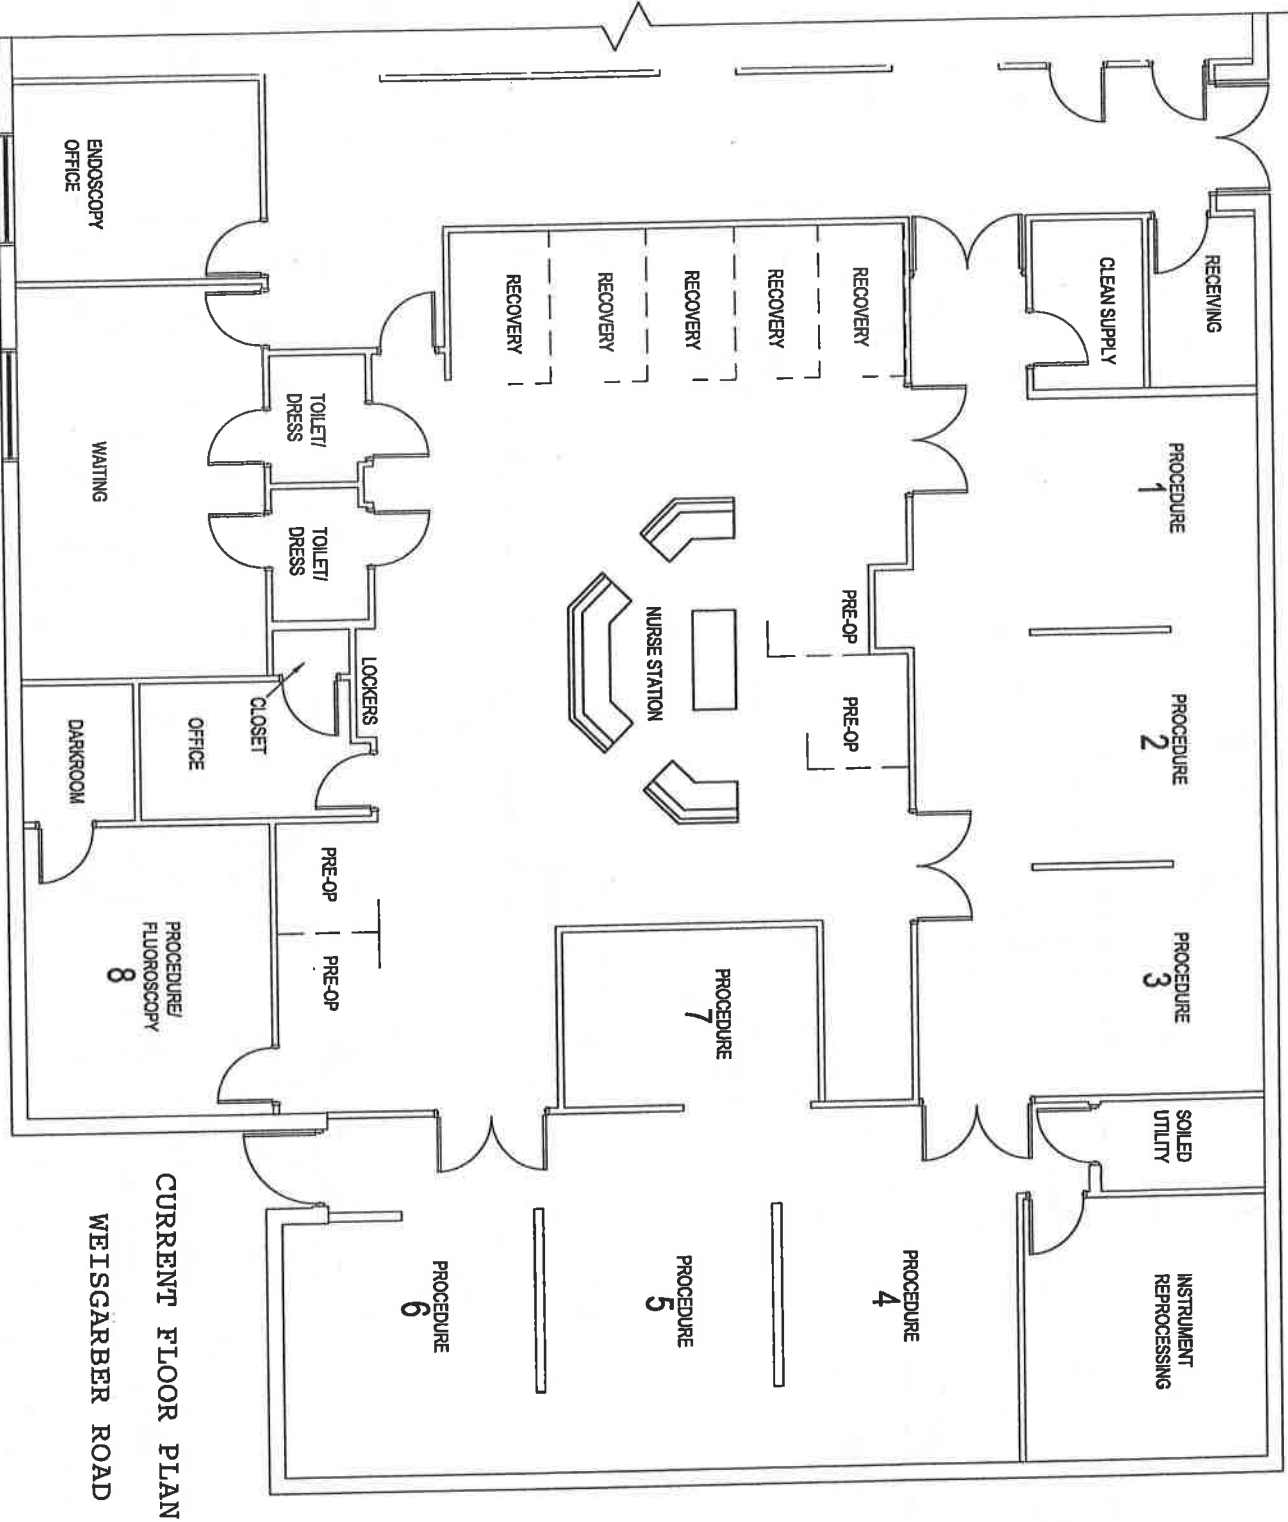 RECEIVING
CLEAN SUPPLY
PROCEDURE
1
PROCEDURE
2
PROCEDURE
3
SOILED
UTILITY
INSTRUMENT
REPROCESSING
RECOVERY
RECOVERY
RECOVERY
RECOVERY
RECOVERY
PRE-OP
PRE-OP
NURSE STATION
PROCEDURE
7
PROCEDURE
4
PROCEDURE
5
PROCEDURE
6
ENDOSCOPY
OFFICE
WAITING
TOILET/
DRESS
TOILET/
DRESS
LOCKERS
CLOSET
OFFICE
DARKROOM
PRE-OP
PRE-OP
PROCEDURE/
FLUOROSCOPY
8
CURRENT FLOOR PLAN
WEISGARBER ROAD